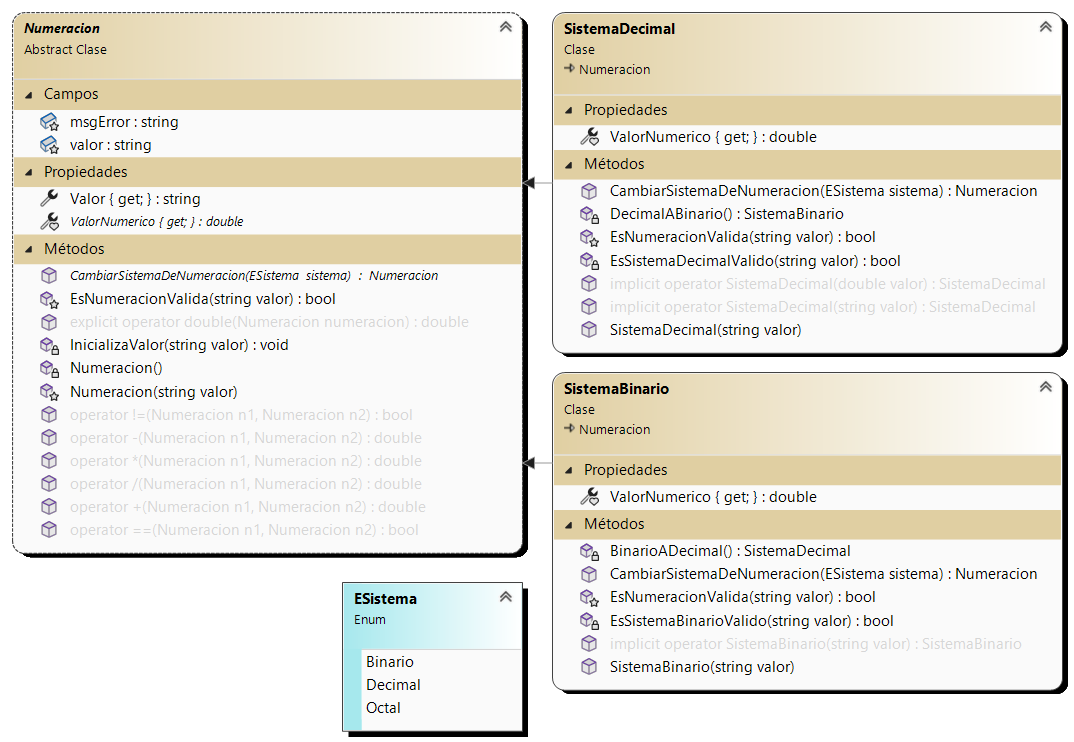 Numeracion
Abstract Clase
Campos
msgError : string
valor : string
Propiedades
Valor { get; } : string
ValorNumerico { get; } : double
Métodos
CambiarSistemaDeNumeracion(ESistema sistema) : Numeracion
EsNumeracionValida(string valor) : bool
explicit operator double(Numeracion numeracion) : double
InicializaValor(string valor) : void
Numeracion()
Numeracion(string valor)
operator !=(Numeracion n1, Numeracion n2) : bool
operator -(Numeracion n1, Numeracion n2) : double
operator *(Numeracion n1, Numeracion n2) : double
operator /(Numeracion n1, Numeracion n2) : double
operator +(Numeracion n1, Numeracion n2) : double
operator ==(Numeracion n1, Numeracion n2) : bool
SistemaDecimal
Clase
Numeracion
Propiedades
ValorNumerico { get; } : double
Métodos
CambiarSistemaDeNumeracion(ESistema sistema) : Numeracion
DecimalABinario() : SistemaBinario
EsNumeracionValida(string valor) : bool
EsSistemaDecimalValido(string valor) : bool
implicit operator SistemaDecimal(double valor) : SistemaDecimal
implicit operator SistemaDecimal(string valor) : SistemaDecimal
SistemaDecimal(string valor)
SistemaBinario
Clase
Numeracion
Propiedades
ValorNumerico { get; } : double
Métodos
BinarioADecimal() : SistemaDecimal
CambiarSistemaDeNumeracion(ESistema sistema) : Numeracion
EsNumeracionValida(string valor) : bool
EsSistemaBinarioValido(string valor) : bool
implicit operator SistemaBinario(string valor) : SistemaBinario
SistemaBinario(string valor)
ESistema
Enum
Binario
Decimal
Octal